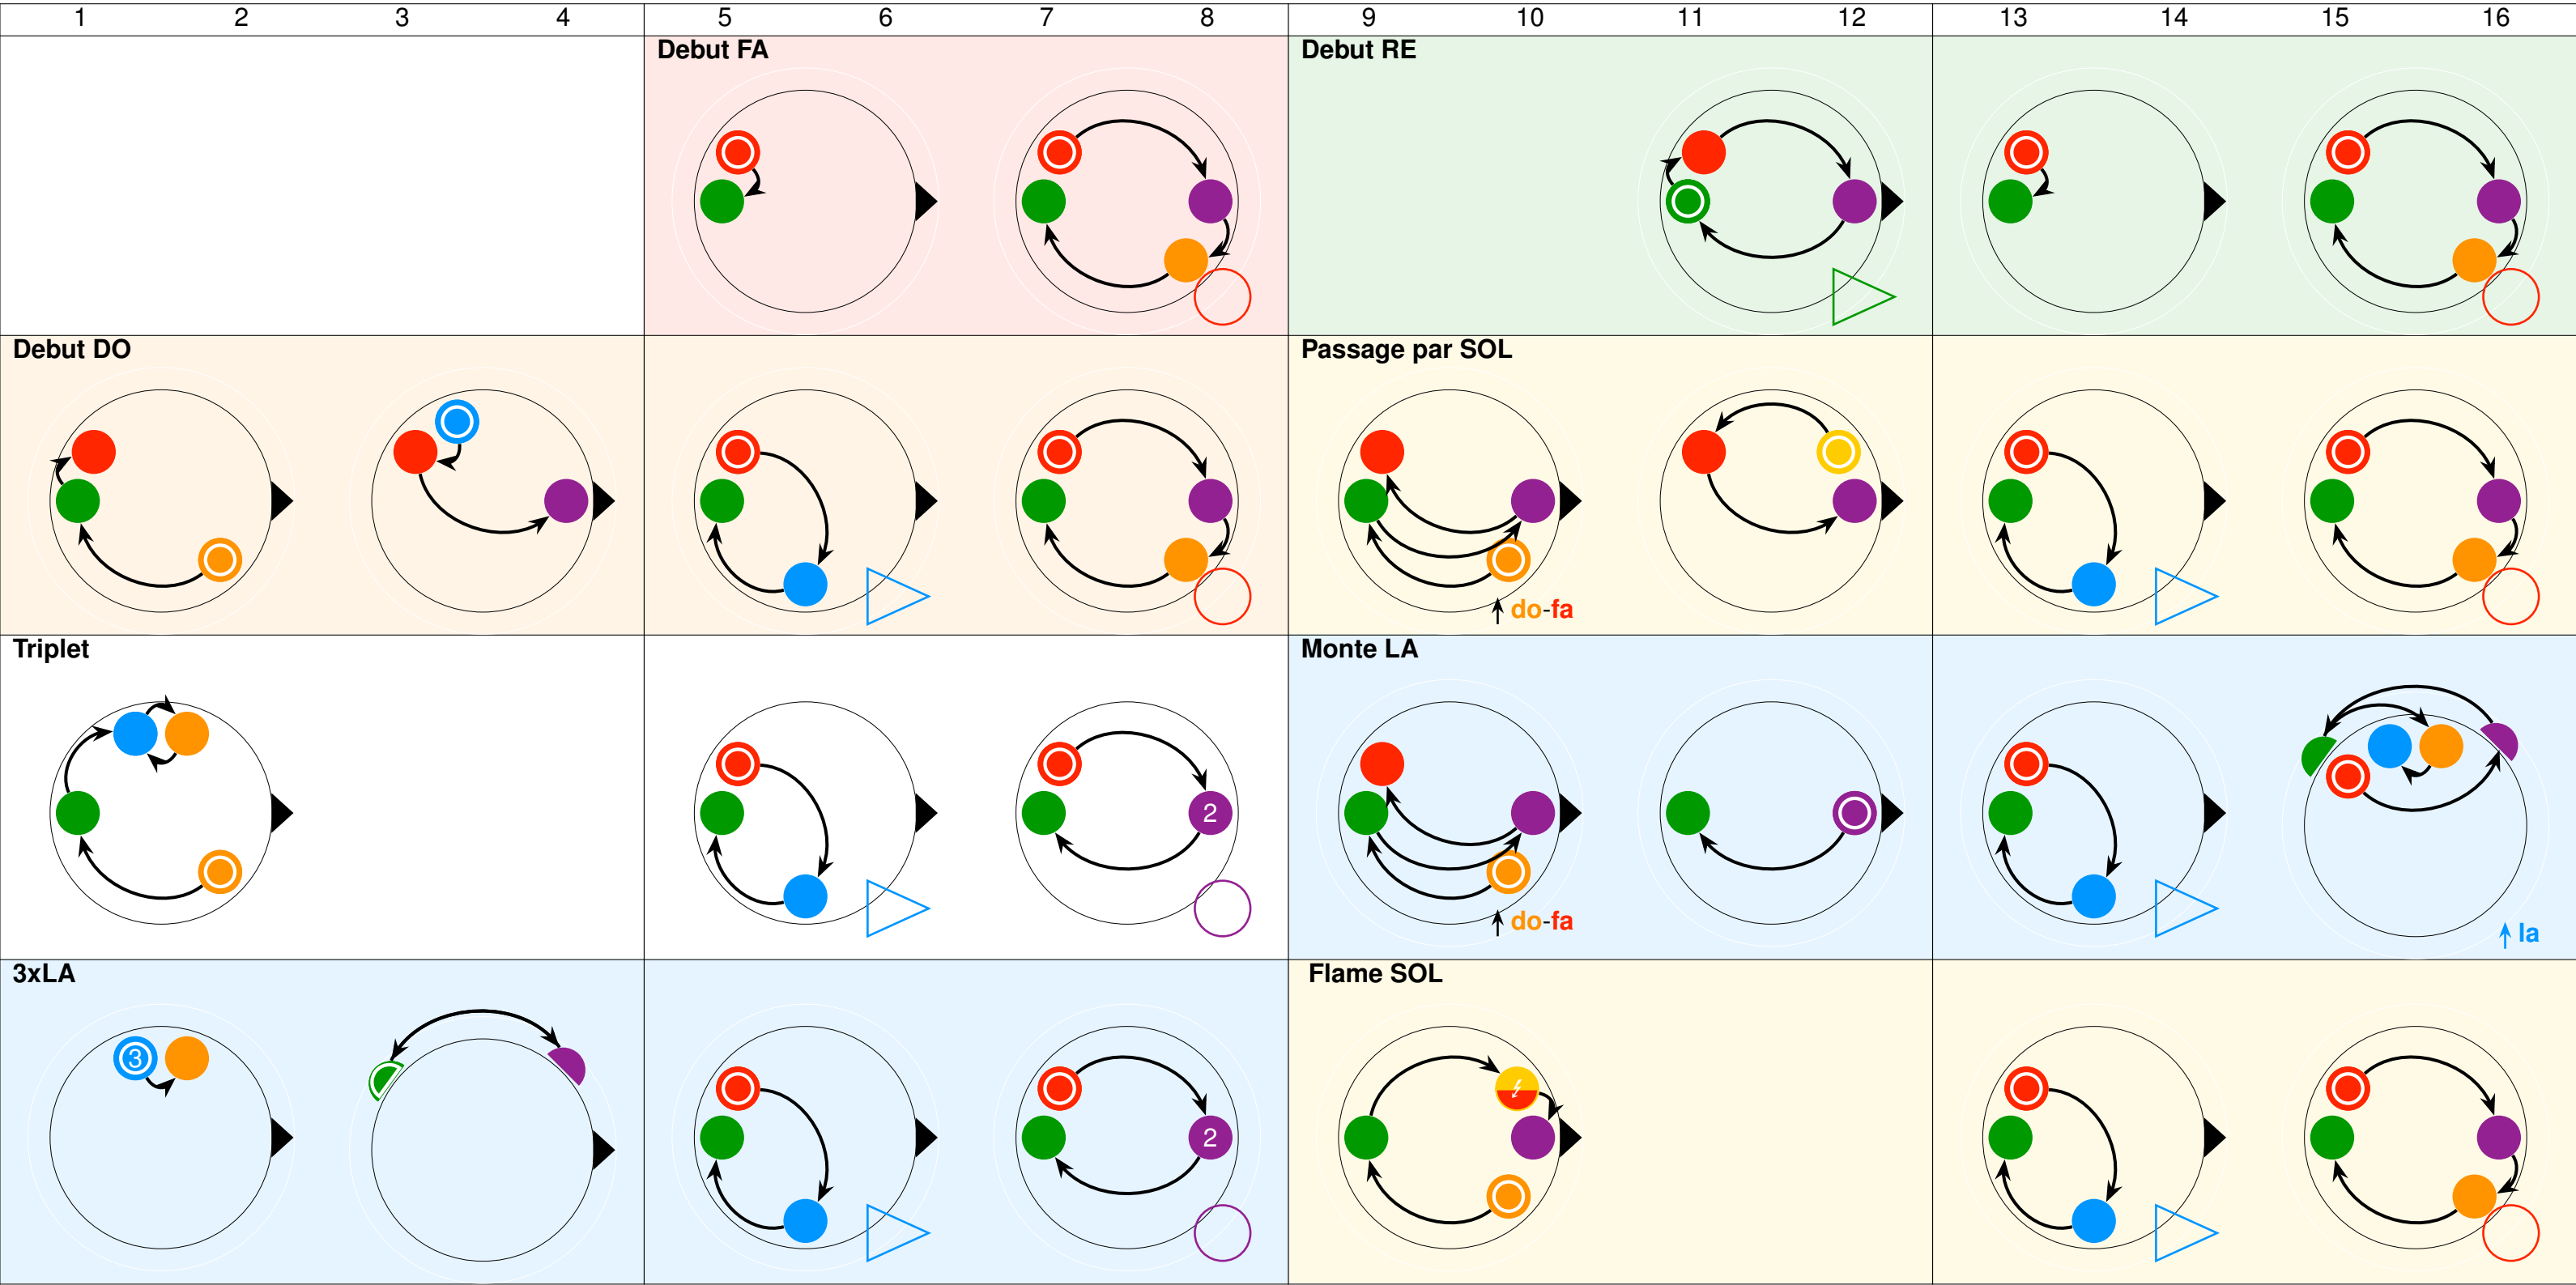 1 2 3 4 5 6 7 8 9 10 11 12 13 14 15 16
Debut FA Debut RE
Debut DO Passage par SOL
do-fa
Triplet Monte LA
2
do-fa
la
3xLA Flame SOL
3
2